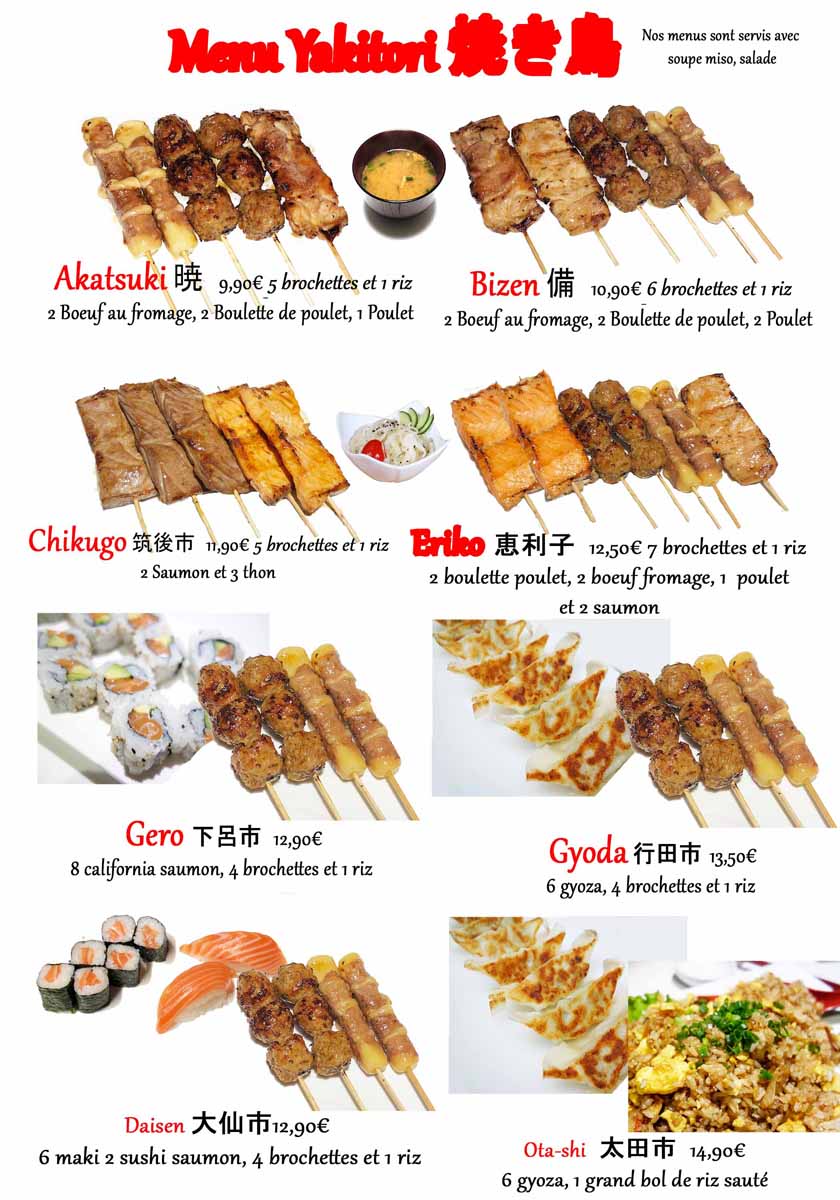 Menu Yakitori 焼き鳥
Nos menus sont servis avec
soupe miso, salade
Akatsuki 暁 9,90€ 5 brochettes et 1 riz
2 Boeuf au fromage, 2 Boulette de poulet, 1 Poulet
Bizen 備 10,90€ 6 brochettes et 1 riz
2 Boeuf au fromage, 2 Boulette de poulet, 2 Poulet
Chikugo 筑後市 11,90€ 5 brochettes et 1 riz
2 Saumon et 3 thon
Eriko 恵利子 12,50€ 7 brochettes et 1 riz
2 boulette poulet, 2 boeuf fromage, 1 poulet
et 2 saumon
Gero 下呂市 12,90€
8 california saumon, 4 brochettes et 1 riz
Gyoda 行田市 13,50€
6 gyoza, 4 brochettes et 1 riz
Daisen 大仙市12,90€
6 maki 2 sushi saumon, 4 brochettes et 1 riz
Ota-shi 太田市 14,90€
6 gyoza, 1 grand bol de riz sauté